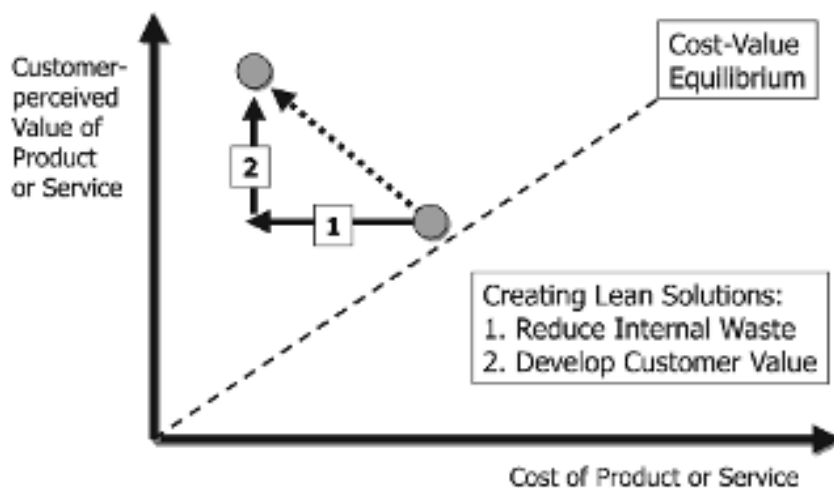 Customer-
perceived
Value of
Product
or Service
Cost-Value
Equilibrium
2
1
Creating Lean Solutions:
1. Reduce Internal Waste
2. Develop Customer Value
Cost of Product or Service